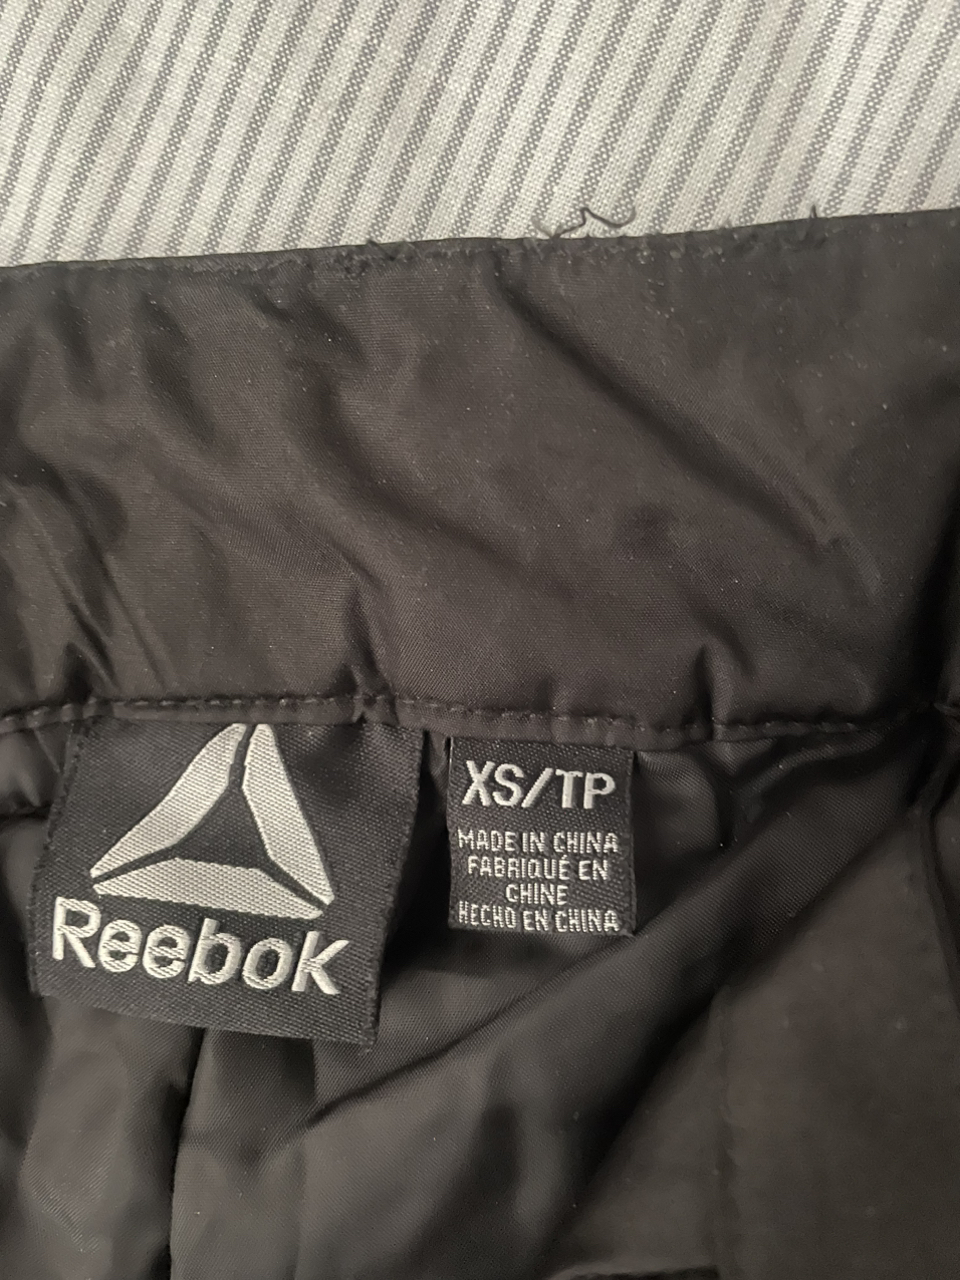 Reebok
XS/TP
MADE IN CHINA
FABRIQUÉ EN
CHINE
HECHO EN CHINA